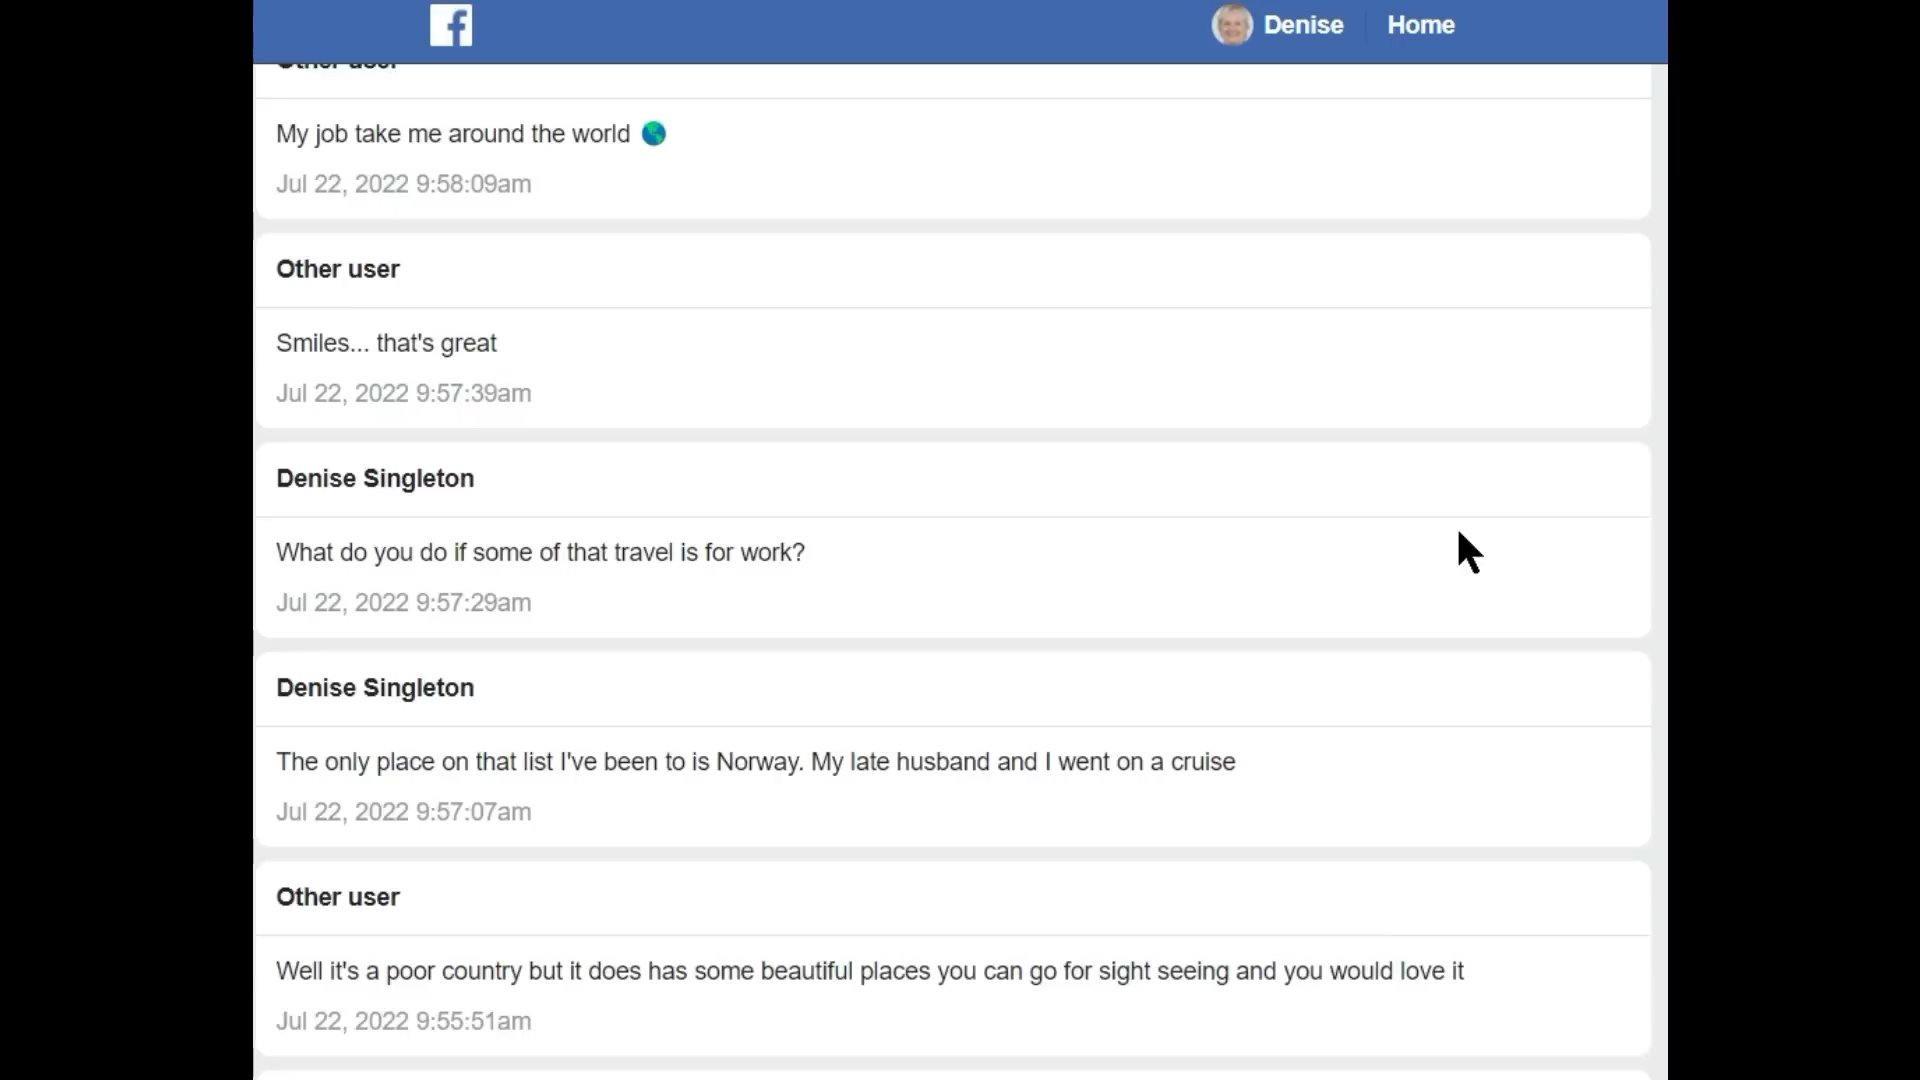 Denise
Home
Other user
My job take me around the world
Jul 22, 2022 9:58:09am
Other user
Smiles... that's great
Jul 22, 2022 9:57:39am
Denise Singleton
What do you do if some of that travel is for work?
Jul 22, 2022 9:57:29am
Denise Singleton
The only place on that list I've been to is Norway. My late husband and I went on a cruise
Jul 22, 2022 9:57:07am
Other user
Well it's a poor country but it does has some beautiful places you can go for sight seeing and you would love it
Jul 22, 2022 9:55:51am